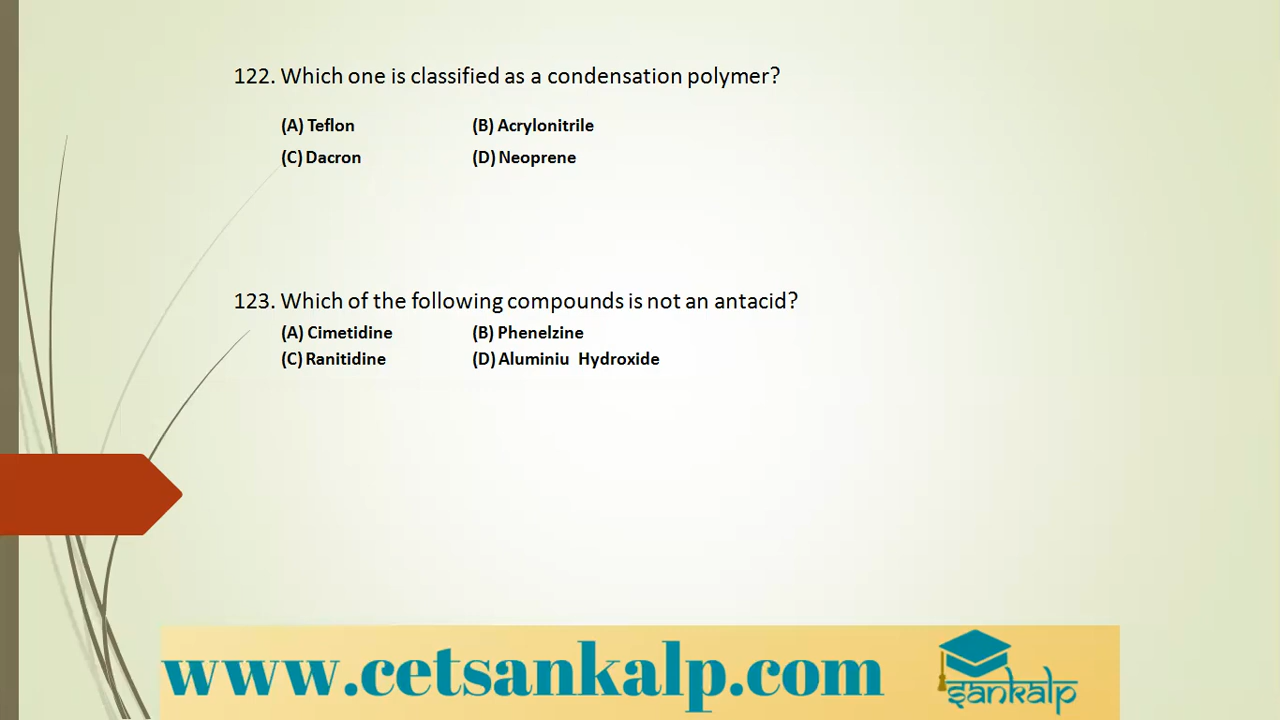 122. Which one is classified as a condensation polymer?
(A) Teflon (B) Acrylonitrile
(C) Dacron (D) Neoprene
123. Which of the following compounds is not an antacid?
(A) Cimetidine (B) Phenelzine
(C) Ranitidine (D) Aluminiu Hydroxide
www.cetsankalp.com
संankalp